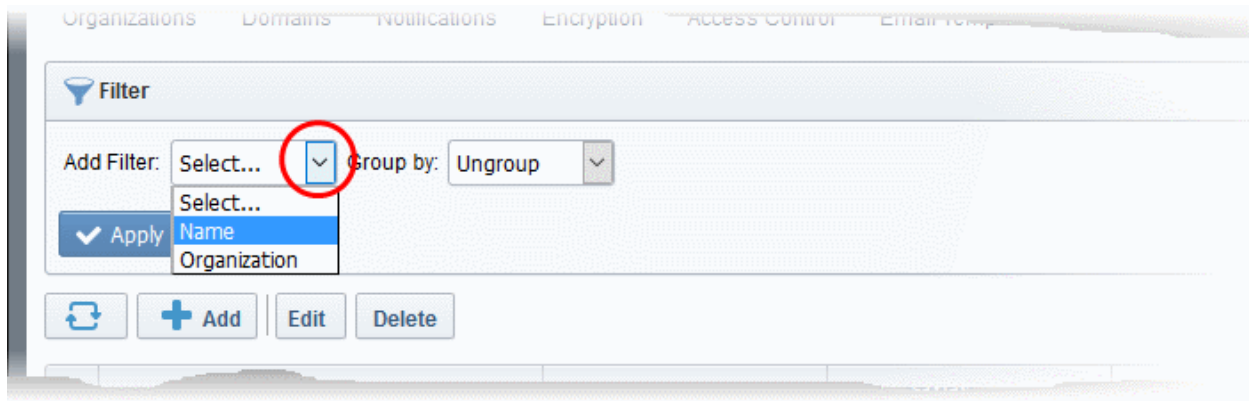 Organizations Domains Notifications Encryption Access Control
Filter
Add Filter: Select... Group by: Ungroup
Select...
Apply Name
Organization
Add Edit Delete